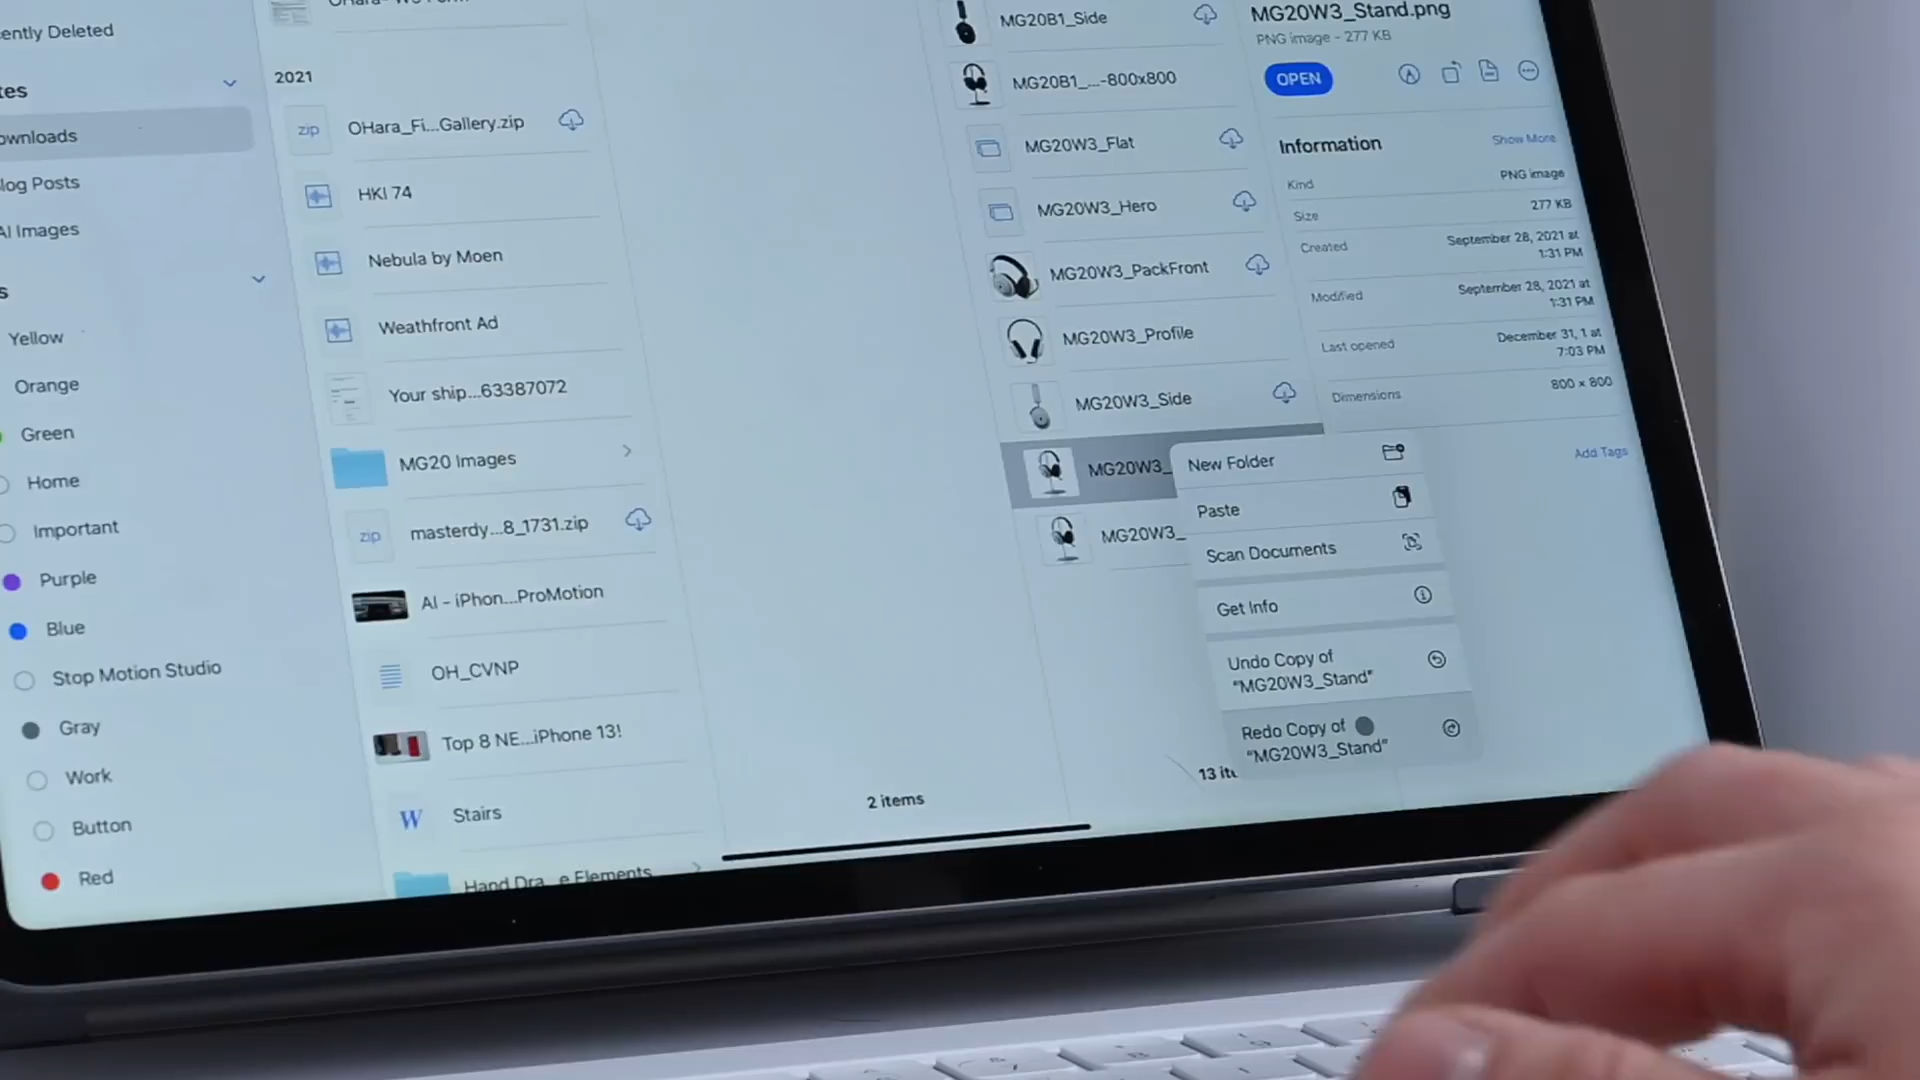 ently Deleted
tes
ownloads
log Posts
AI Images
s
Yellow
Orange
Green
Home
Important
Purple
Blue
Stop Motion Studio
Gray
Work
Button
Red
2021
zip
OHara_Fi...Gallery.zip
HKI 74
Nebula by Moen
Weathfront Ad
Your ship...63387072
MG20 Images
zip
masterdy...8_1731.zip
AI - iPhon...ProMotion
OH_CVNP
Top 8 NE...iPhone 13!
W
Stairs
Hand Dra...e Elements
2 items
MG20B1_Side
MG20B1_...-800x800
MG20W3_Flat
MG20W3_Hero
MG20W3_PackFront
MG20W3_Profile
MG20W3_Side
MG20W3_
MG20W3_
13 ite
New Folder
Paste
Scan Documents
Get Info
Undo Copy of
"MG20W3_Stand"
Redo Copy of
"MG20W3_Stand"
MG20W3_Stand.png
PNG image - 277 KB
OPEN
Information
Show More
Kind
PNG image
Size
277 KB
Created
September 28, 2021 at
1:31 PM
Modified
September 28, 2021 at
1:31 PM
Last opened
December 31, 1 at
7:03 PM
Dimensions
800 × 800
Add Tags